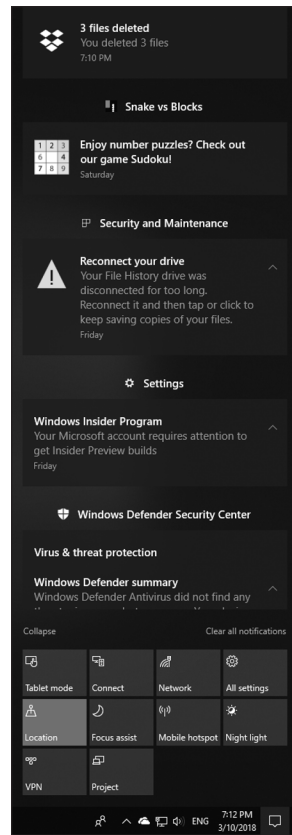 3 files deleted
You deleted 3 files
7:10 PM
Snake vs Blocks
1 2 3
6 4
7 8 9
Enjoy number puzzles? Check out
our game Sudoku!
Saturday
Security and Maintenance
Reconnect your drive
Your File History drive was
disconnected for too long.
Reconnect it and then tap or click to
keep saving copies of your files.
Friday
Settings
Windows Insider Program
Your Microsoft account requires attention to
get Insider Preview builds
Friday
Windows Defender Security Center
Virus & threat protection
Windows Defender summary
Windows Defender Antivirus did not find any
Collapse Clear all notifications
Tablet mode Connect Network All settings
Location Focus assist Mobile hotspot Night light
VPN Project
ENG 7:12 PM
3/10/2018